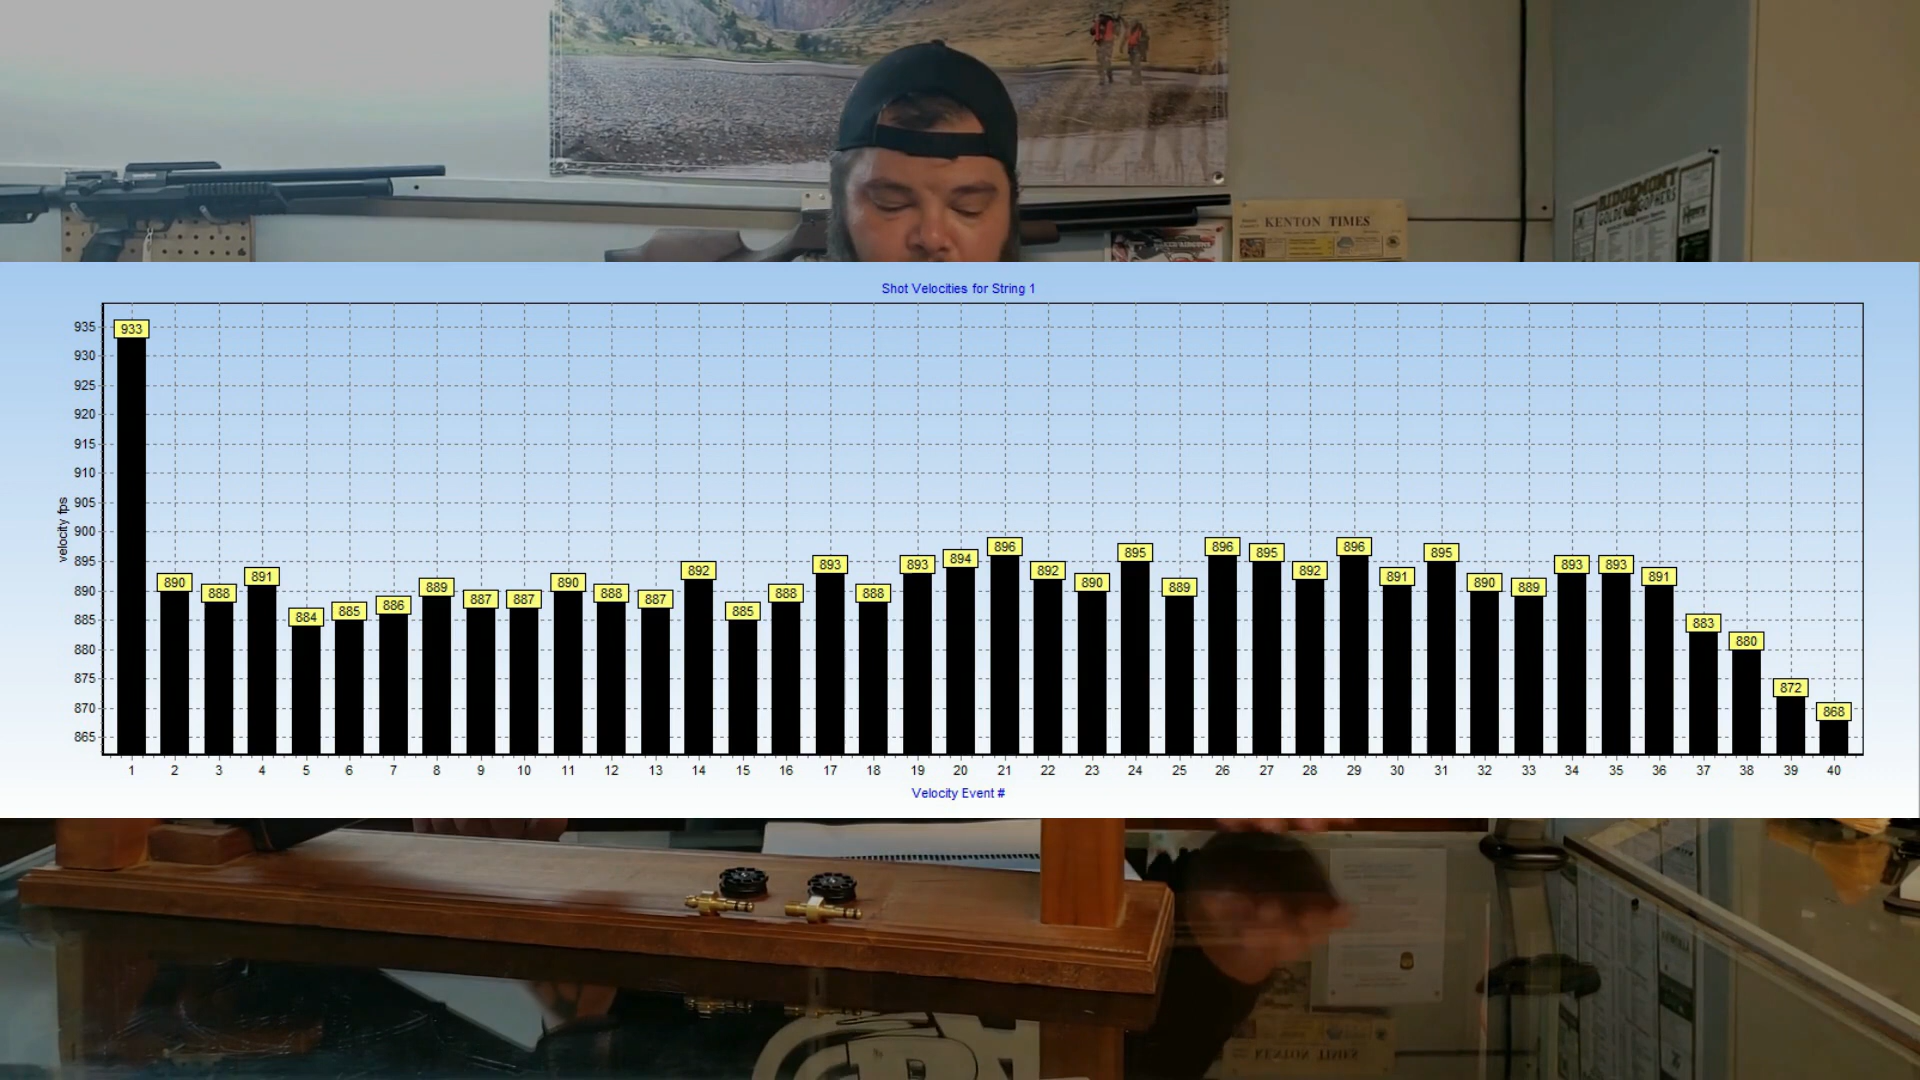 KENTON TIMES
RIDGEMONT
GOLDEN GOPHERS
Shot Velocities for String 1
velocity fps
935
930
925
920
915
910
905
900
895
890
885
880
875
870
865
933 890 888 891 884 885 886 889 887 887 890 888 887 892 885 888 893 888 893 894 896 892 890 895 889 896 895 892 896 891 895 890 889 893 893 891 883 880 872 868
1 2 3 4 5 6 7 8 9 10 11 12 13 14 15 16 17 18 19 20 21 22 23 24 25 26 27 28 29 30 31 32 33 34 35 36 37 38 39 40
Velocity Event #